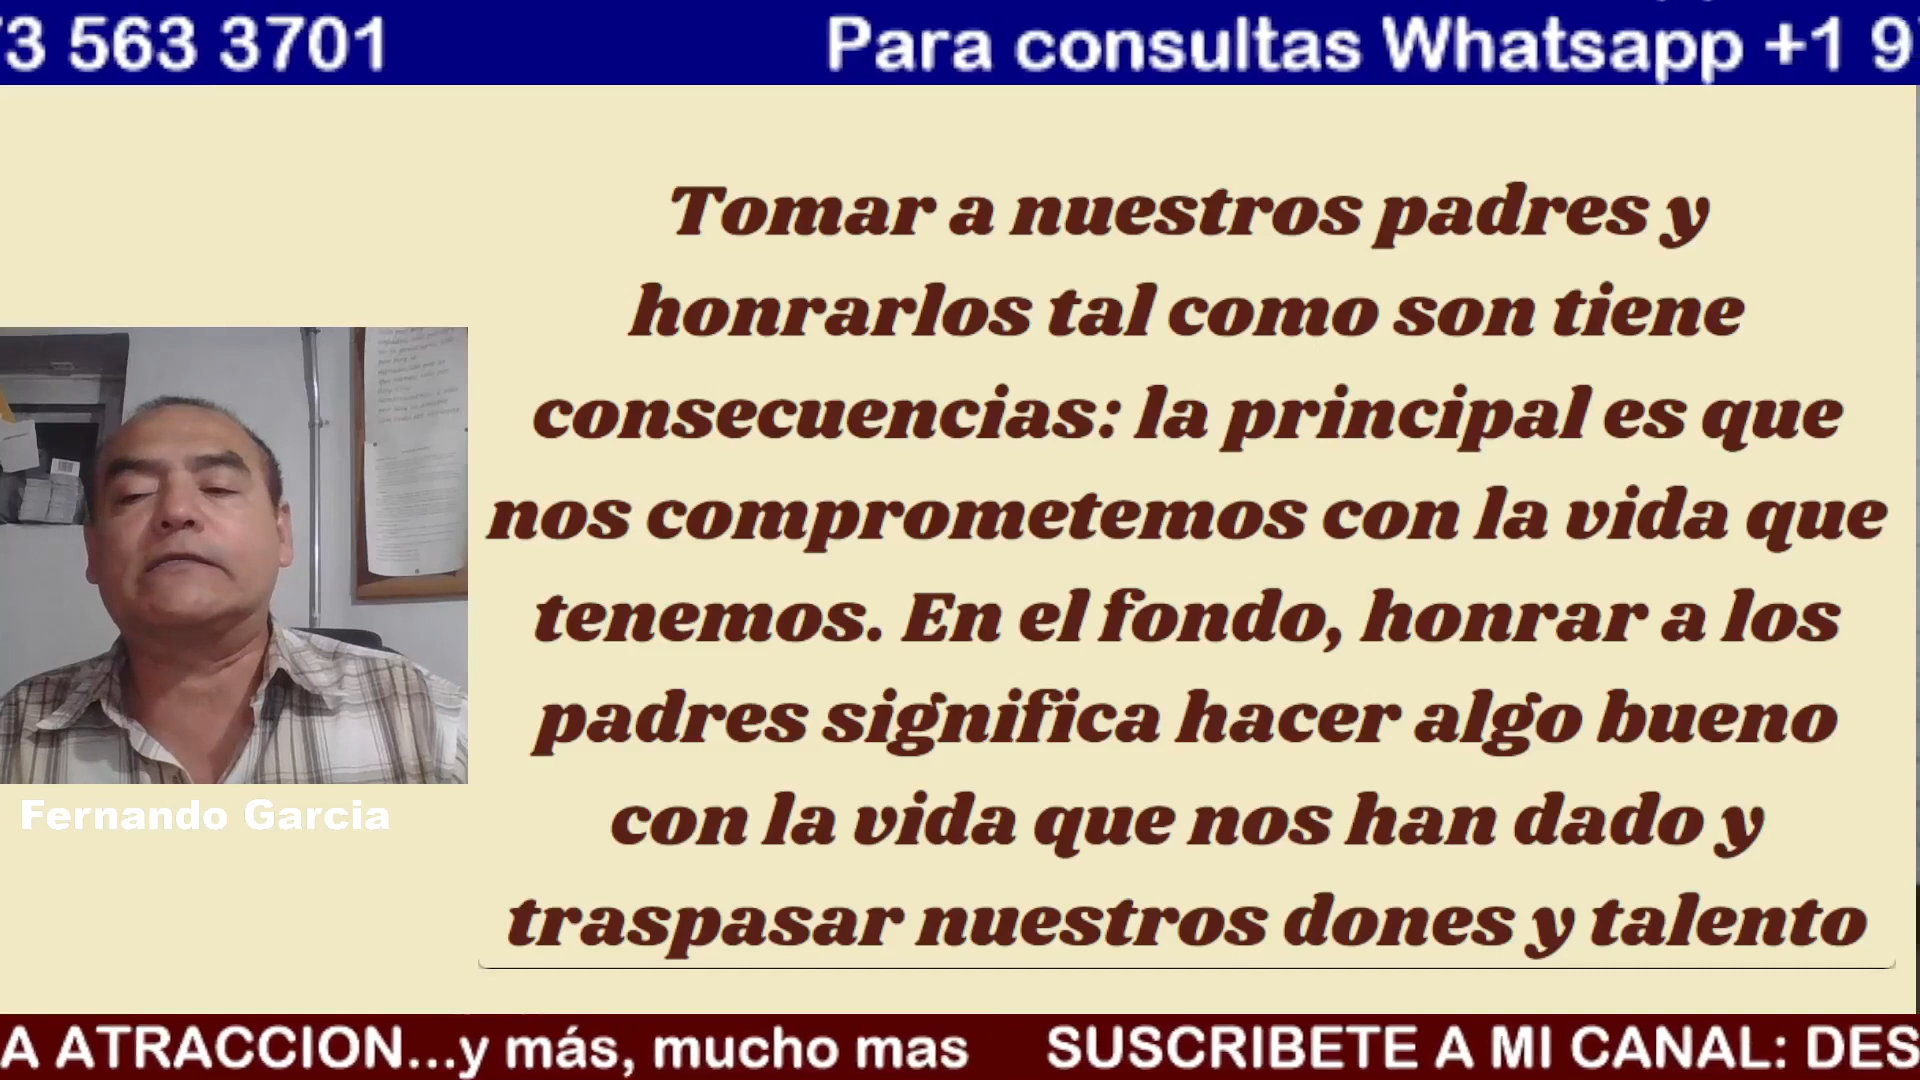 3 563 3701 Para consultas Whatsapp +1 9
Tomar a nuestros padres y
honrarlos tal como son tiene
consecuencias: la principal es que
nos comprometemos con la vida que
tenemos. En el fondo, honrar a los
padres significa hacer algo bueno
con la vida que nos han dado y
traspasar nuestros dones y talento
Fernando Garcia
A ATRACCION...y más, mucho mas SUSCRIBETE A MI CANAL: DES